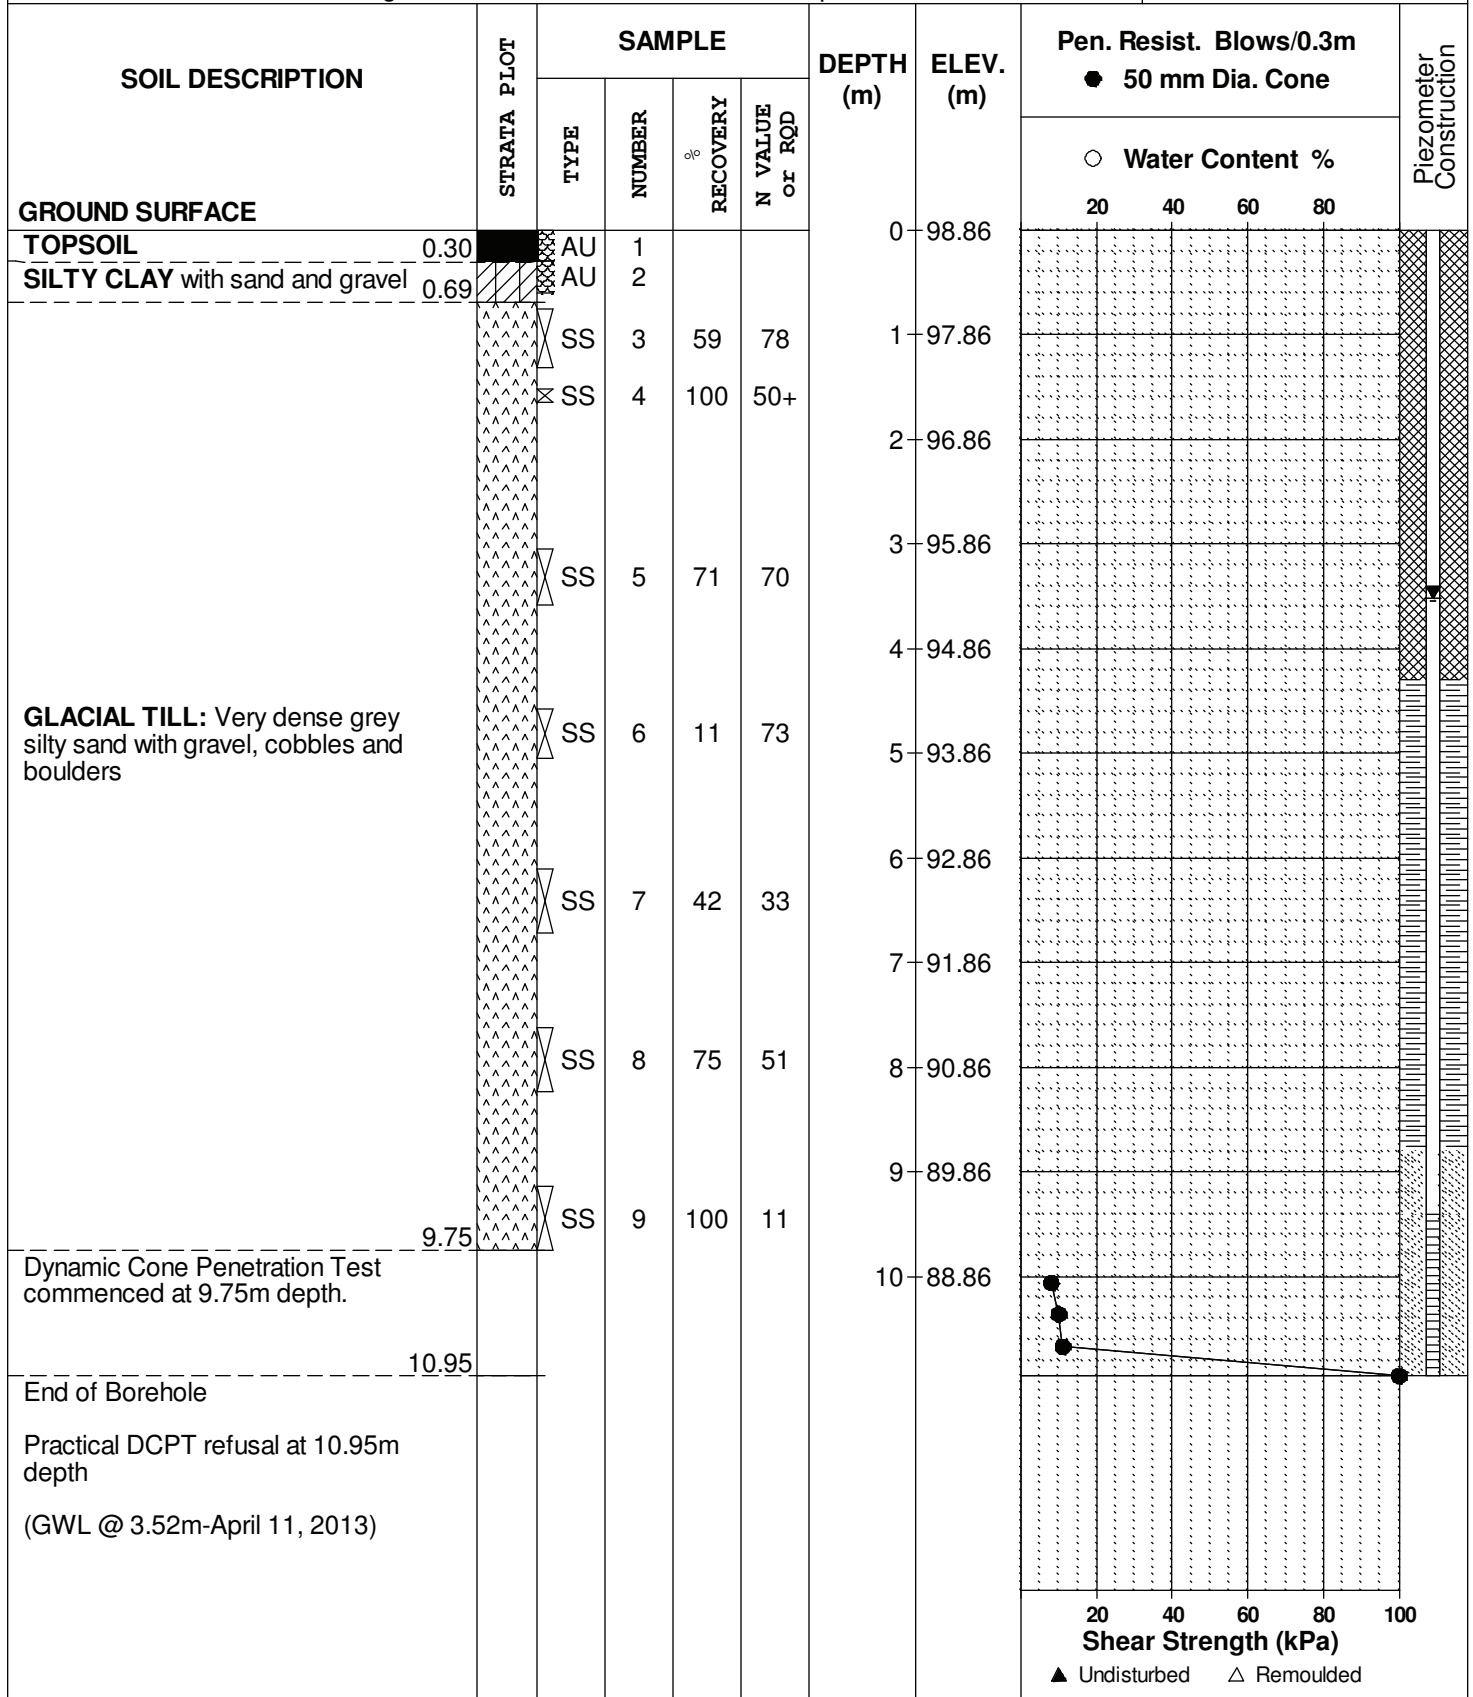 SOIL DESCRIPTION
STRATA PLOT
SAMPLE
TYPE
NUMBER
% RECOVERY
N VALUE or RQD
DEPTH (m)
ELEV. (m)
Pen. Resist. Blows/0.3m
● 50 mm Dia. Cone
○ Water Content %
20 40 60 80
Piezometer Construction
GROUND SURFACE
0 98.86
TOPSOIL 0.30 AU 1
SILTY CLAY with sand and gravel 0.69 AU 2
SS 3 59 78
1 97.86
SS 4 100 50+
2 96.86
3 95.86
SS 5 71 70
4 94.86
GLACIAL TILL: Very dense grey
silty sand with gravel, cobbles and
boulders
SS 6 11 73
5 93.86
6 92.86
SS 7 42 33
7 91.86
SS 8 75 51
8 90.86
9 89.86
SS 9 100 11
9.75
Dynamic Cone Penetration Test
commenced at 9.75m depth.
10 88.86
10.95
End of Borehole
Practical DCPT refusal at 10.95m
depth
(GWL @ 3.52m-April 11, 2013)
20 40 60 80 100
Shear Strength (kPa)
▲ Undisturbed △ Remoulded